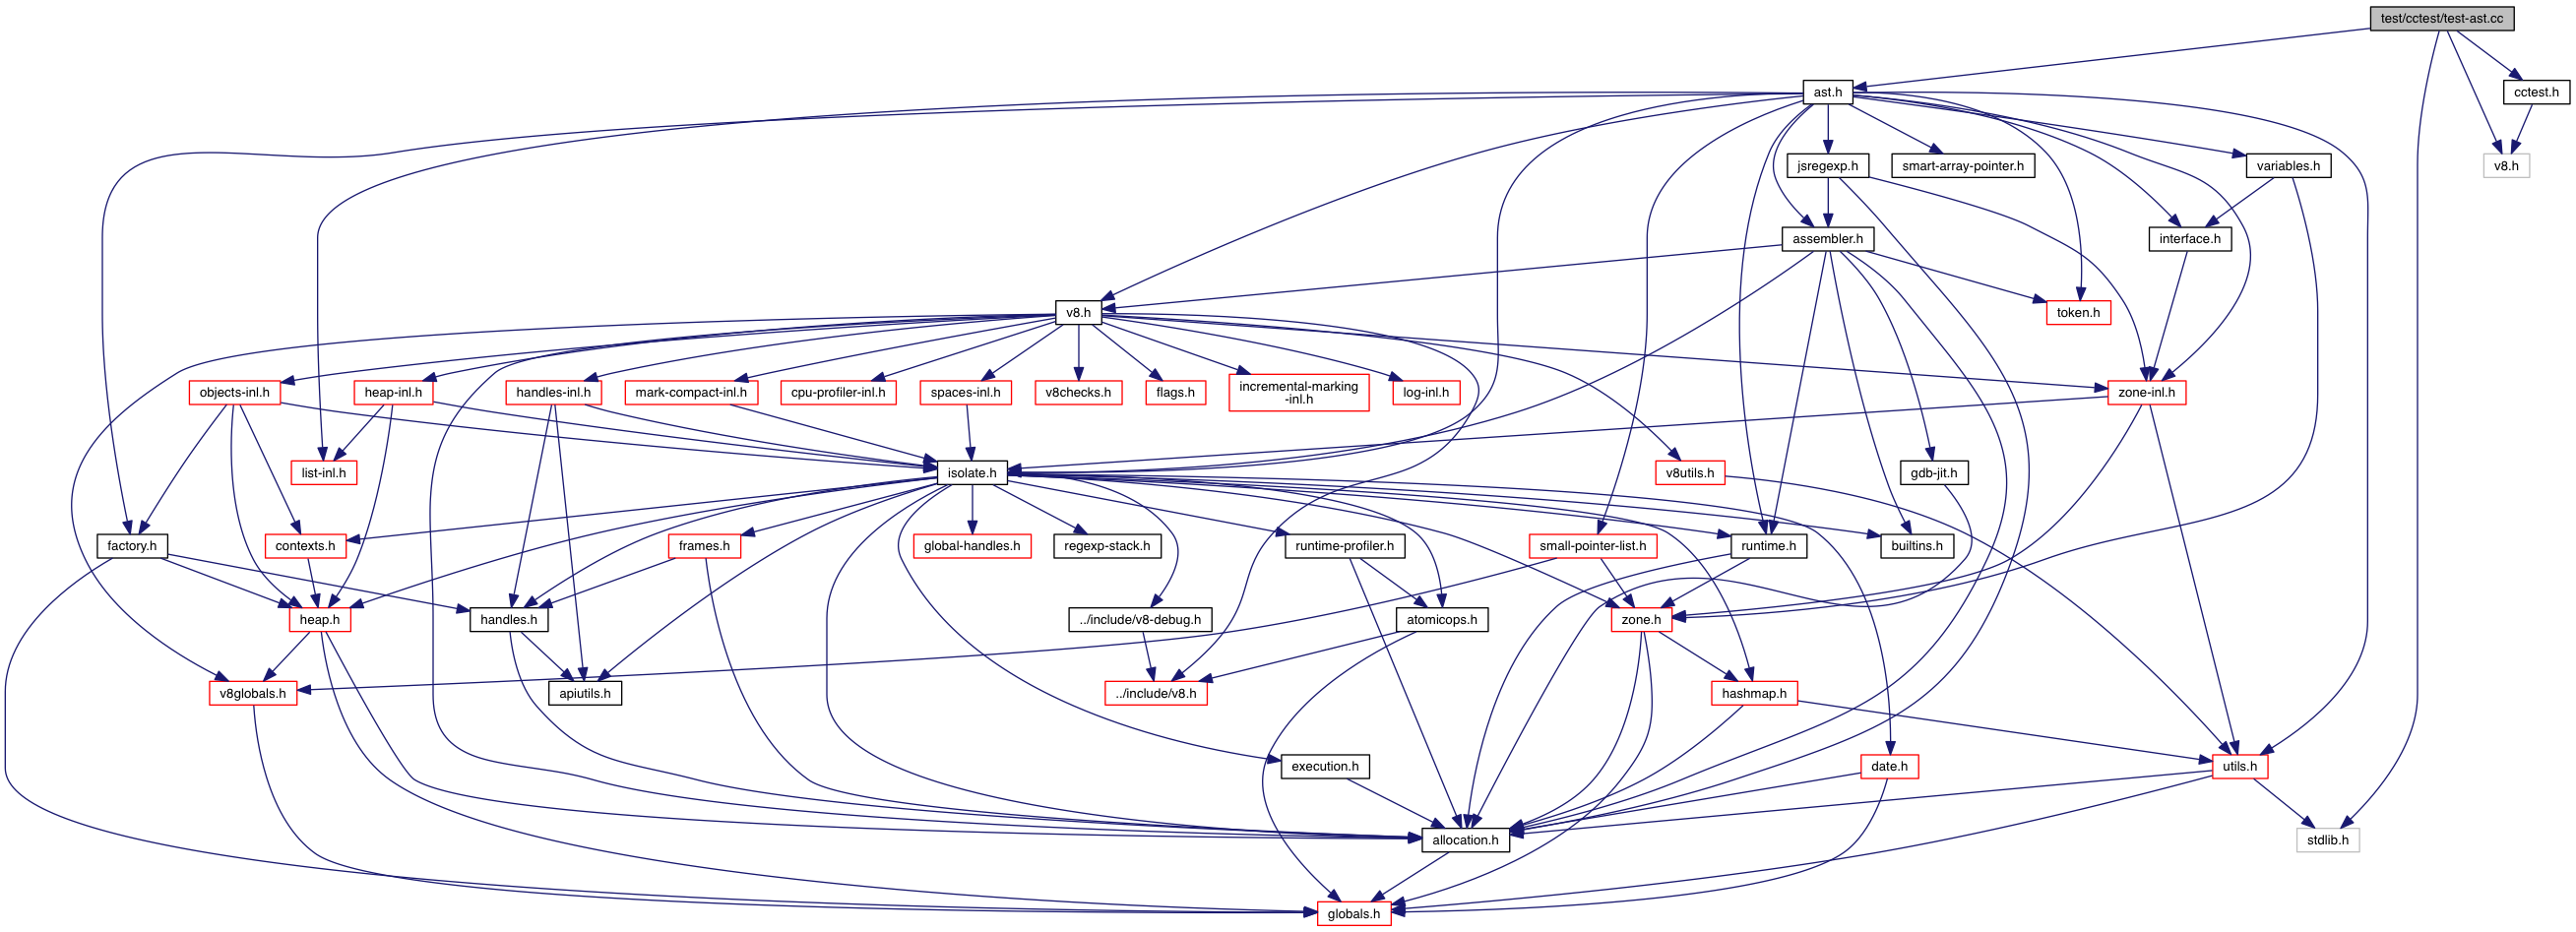 test/cctest/test-ast.cc
ast.h
cctest.h
jsregexp.h
smart-array-pointer.h
variables.h
v8.h
assembler.h
interface.h
v8.h
token.h
objects-inl.h
heap-inl.h
handles-inl.h
mark-compact-inl.h
cpu-profiler-inl.h
spaces-inl.h
v8checks.h
flags.h
incremental-marking
-inl.h
log-inl.h
zone-inl.h
list-inl.h
isolate.h
v8utils.h
gdb-jit.h
factory.h
contexts.h
frames.h
global-handles.h
regexp-stack.h
runtime-profiler.h
small-pointer-list.h
runtime.h
builtins.h
heap.h
handles.h
../include/v8-debug.h
atomicops.h
zone.h
v8globals.h
apiutils.h
../include/v8.h
hashmap.h
execution.h
date.h
utils.h
allocation.h
stdlib.h
globals.h